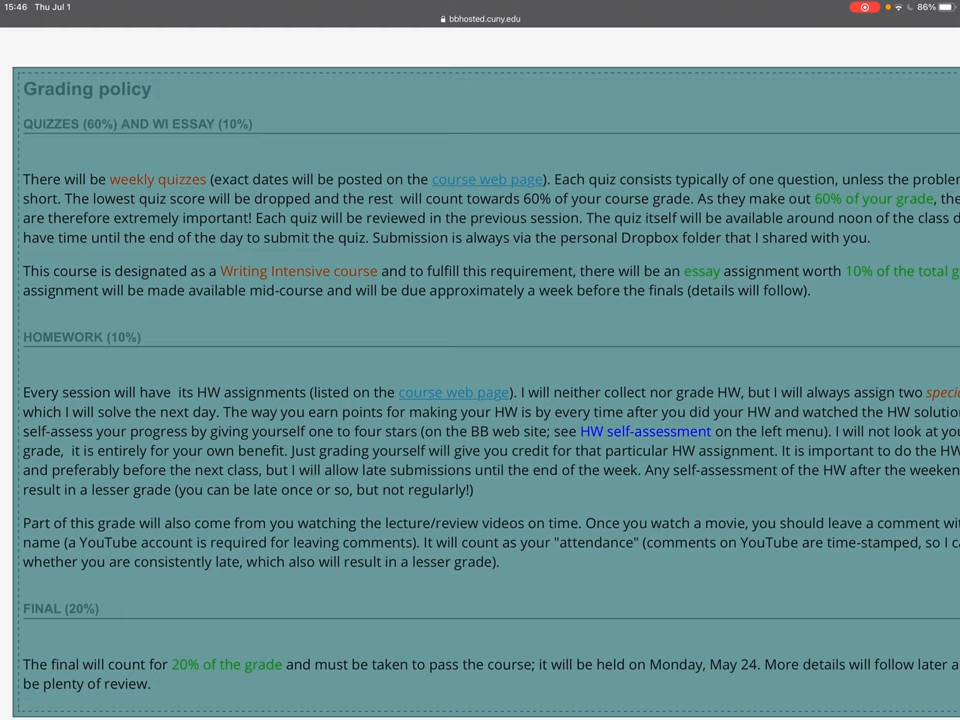 15:46 Thu Jul 1
86%
bbhosted.cuny.edu
Grading policy
QUIZZES (60%) AND WI ESSAY (10%)
There will be weekly quizzes (exact dates will be posted on the course web page). Each quiz consists typically of one question, unless the
short. The lowest quiz score will be dropped and the rest will count towards 60% of your course grade. As they make out 60% of your grade,
are therefore extremely important! Each quiz will be reviewed in the previous session. The quiz itself will be available around noon of the class
have time until the end of the day to submit the quiz. Submission is always via the personal Dropbox folder that I shared with you.
This course is designated as a Writing Intensive course and to fulfill this requirement, there will be an essay assignment worth 10% of the total
assignment will be made available mid-course and will be due approximately a week before the finals (details will follow).
HOMEWORK (10%)
Every session will have its HW assignments (listed on the course web page). I will neither collect nor grade HW, but I will always assign two
which I will solve the next day. The way you earn points for making your HW is by every time after you did your HW and watched the HW
self-assess your progress by giving yourself one to four stars (on the BB web site; see HW self-assessment on the left menu). I will not look at
grade, it is entirely for your own benefit. Just grading yourself will give you credit for that particular HW assignment. It is important to do the HW
and preferably before the next class, but I will allow late submissions until the end of the week. Any self-assessment of the HW after the
result in a lesser grade (you can be late once or so, but not regularly!)
Part of this grade will also come from you watching the lecture/review videos on time. Once you watch a movie, you should leave a comment
name (a YouTube account is required for leaving comments). It will count as your "attendance" (comments on YouTube are time-stamped, so I
whether you are consistently late, which also will result in a lesser grade).
FINAL (20%)
The final will count for 20% of the grade and must be taken to pass the course; it will be held on Monday, May 24. More details will follow later
be plenty of review.